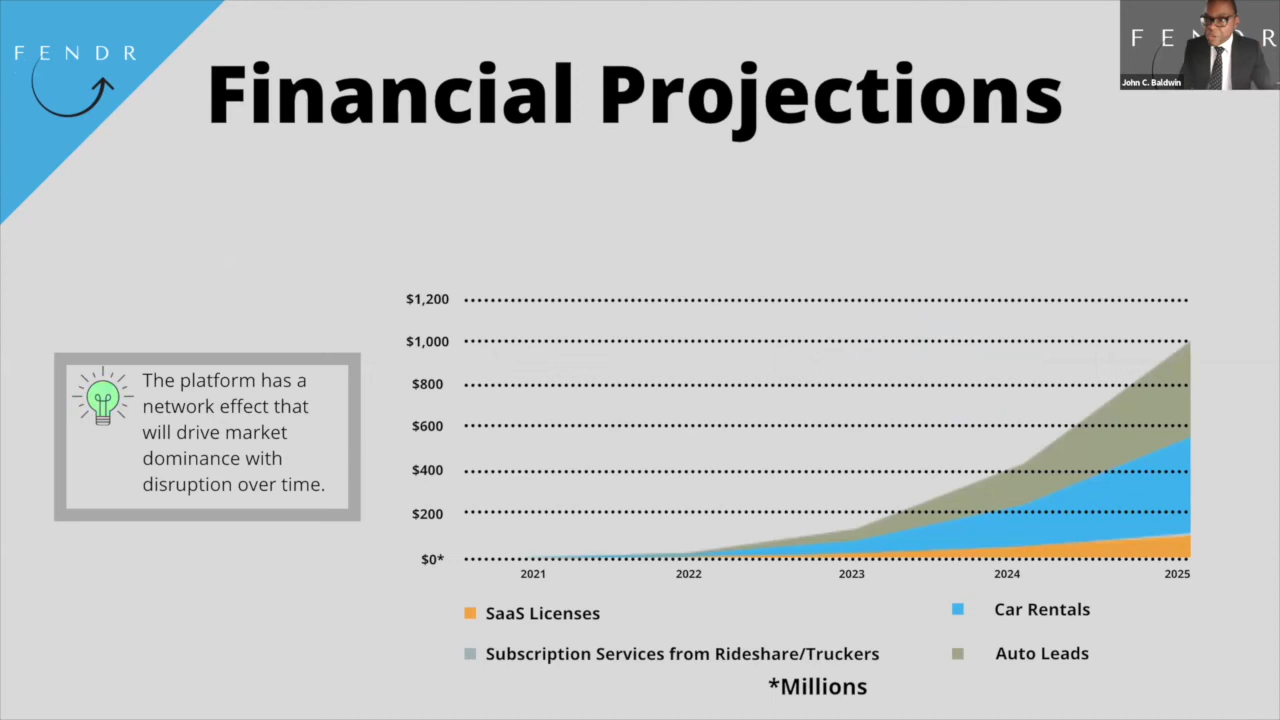 FENDR
Financial Projections
FENDR
John C. Baldwin
The platform has a
network effect that
will drive market
dominance with
disruption over time.
$1,200
$1,000
$800
$600
$400
$200
$0*
2021 2022 2023 2024 2025
SaaS Licenses
Car Rentals
Subscription Services from Rideshare/Truckers
Auto Leads
*Millions